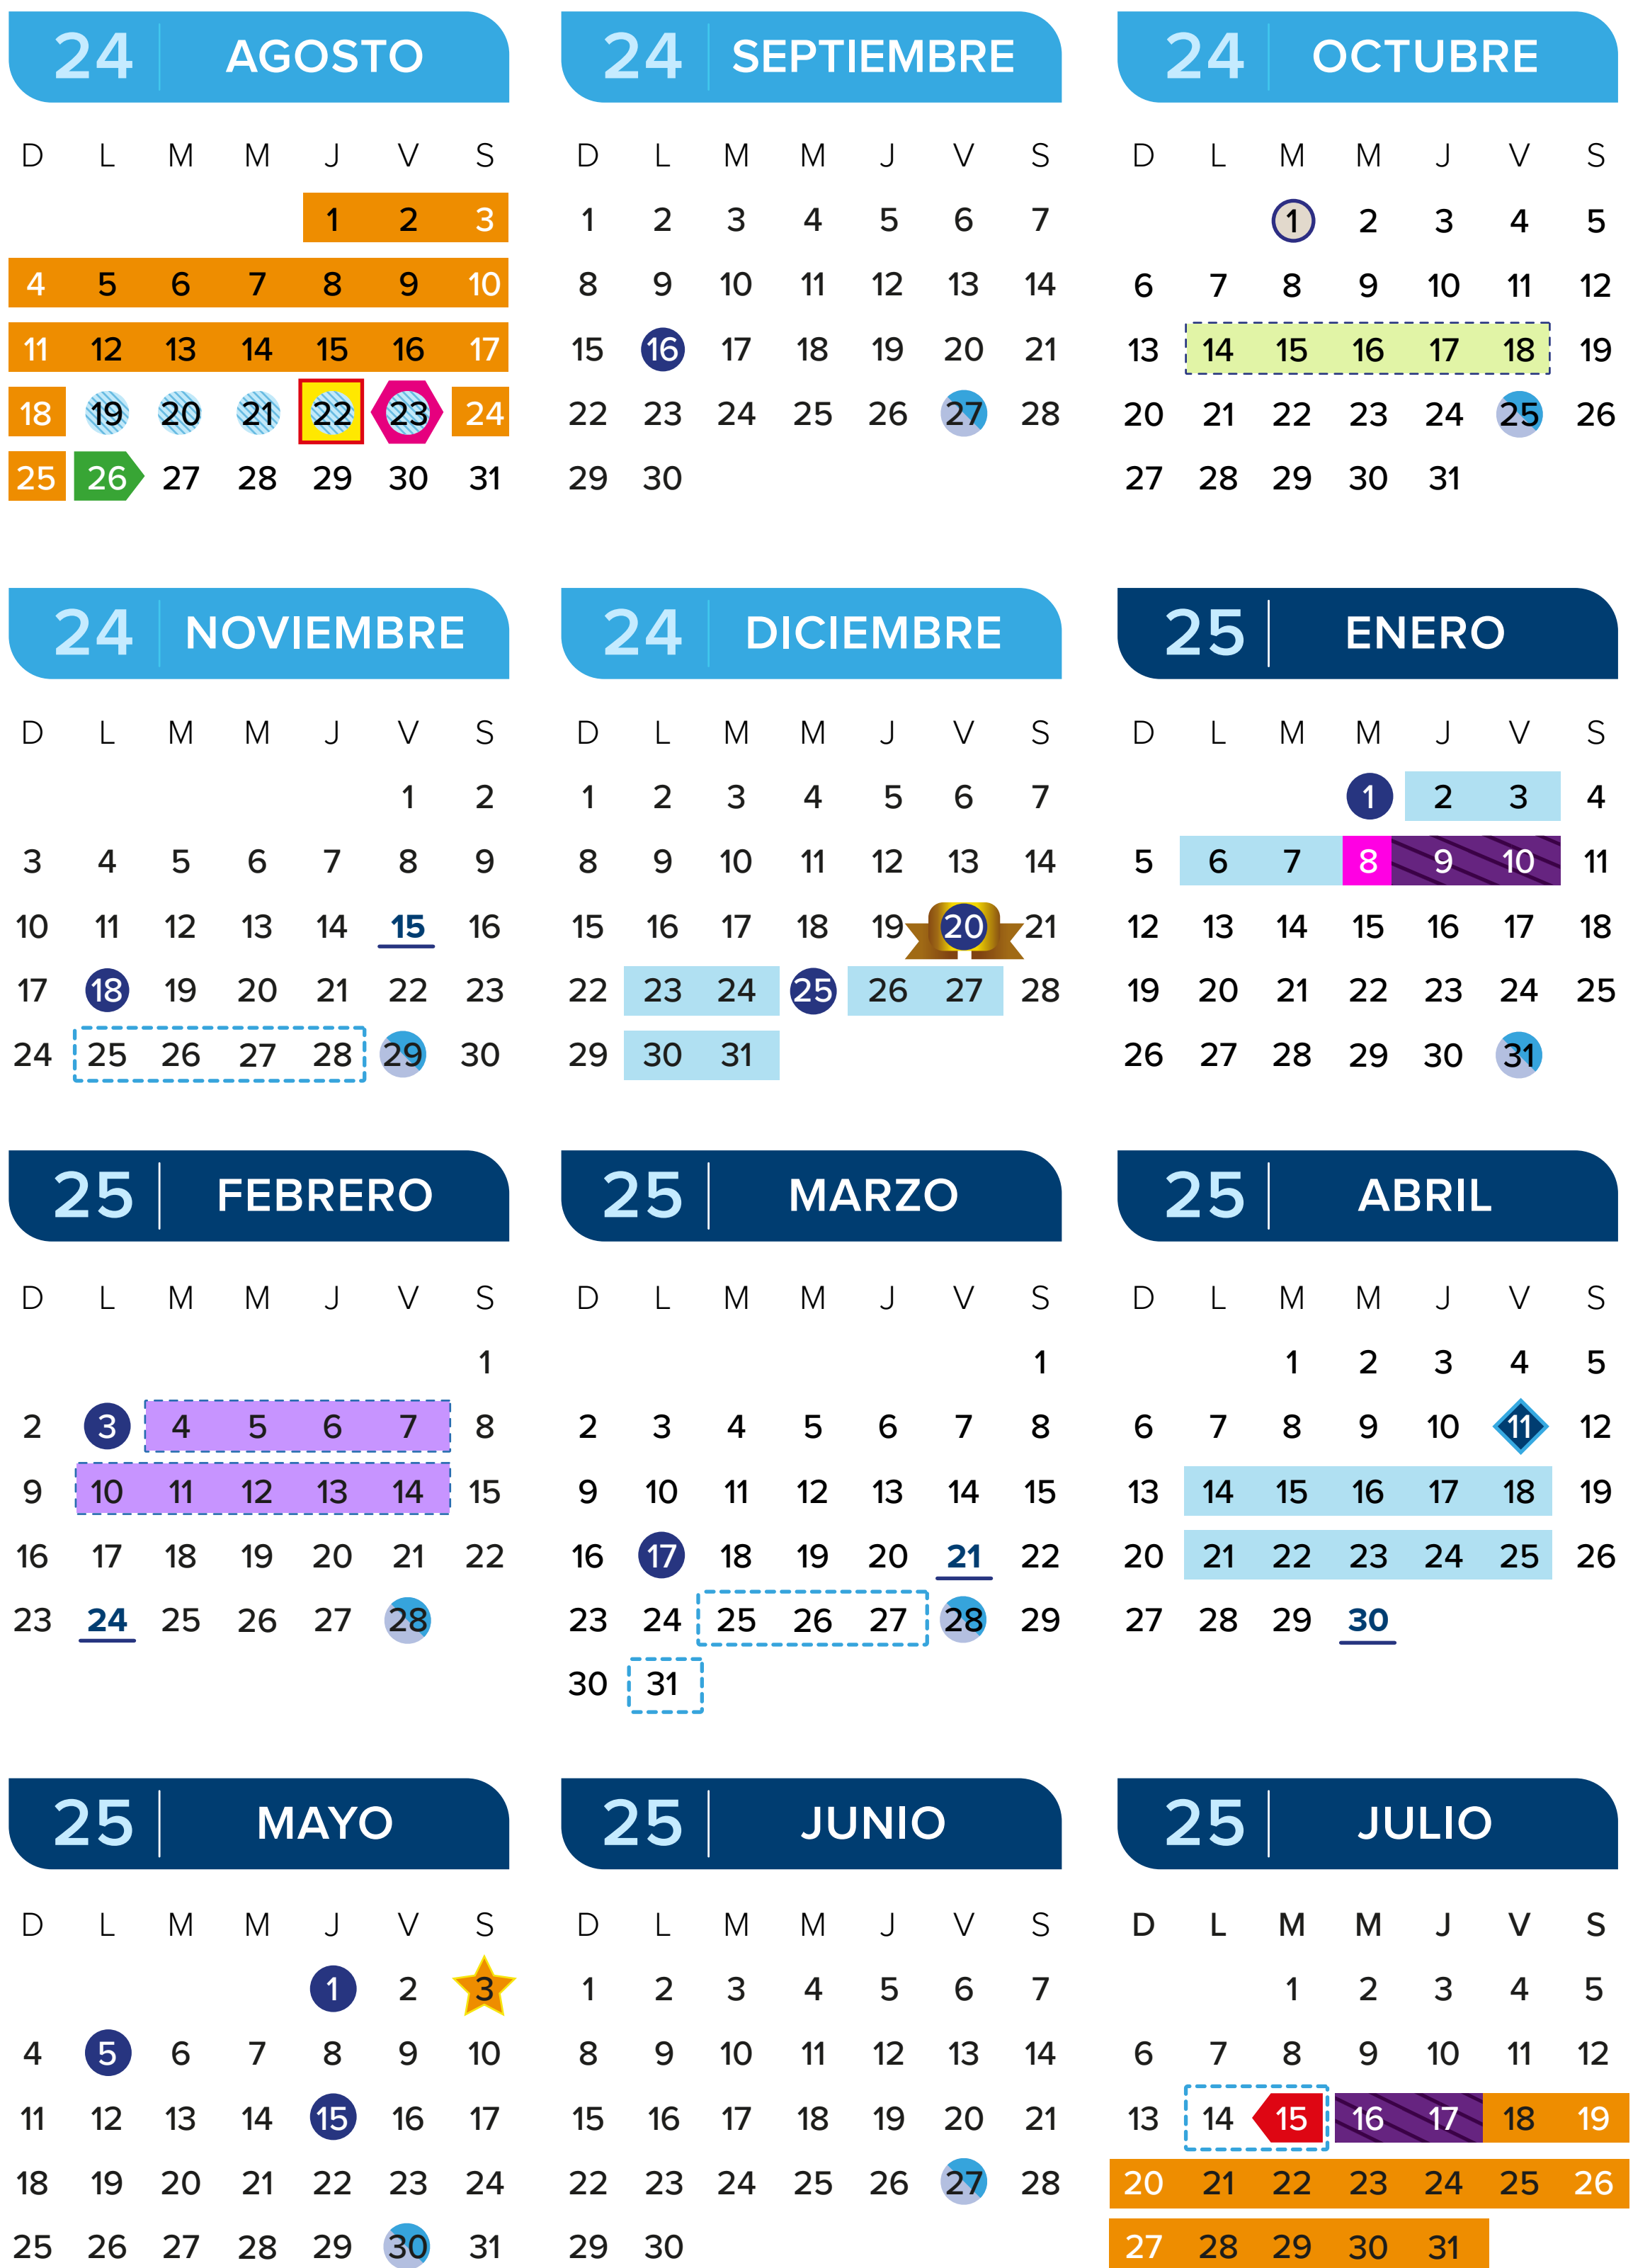 24 AGOSTO
D L M M J V S
1 2 3
4 5 6 7 8 9 10
11 12 13 14 15 16 17
18 19 20 21 22 23 24
25 26 27 28 29 30 31
24 SEPTIEMBRE
D L M M J V S
1 2 3 4 5 6 7
8 9 10 11 12 13 14
15 16 17 18 19 20 21
22 23 24 25 26 27 28
29 30
24 OCTUBRE
D L M M J V S
1 2 3 4 5
6 7 8 9 10 11 12
13 14 15 16 17 18 19
20 21 22 23 24 25 26
27 28 29 30 31
24 NOVIEMBRE
D L M M J V S
1 2
3 4 5 6 7 8 9
10 11 12 13 14 15 16
17 18 19 20 21 22 23
24 25 26 27 28 29 30
24 DICIEMBRE
D L M M J V S
1 2 3 4 5 6 7
8 9 10 11 12 13 14
15 16 17 18 19 20 21
22 23 24 25 26 27 28
29 30 31
25 ENERO
D L M M J V S
1 2 3 4
5 6 7 8 9 10 11
12 13 14 15 16 17 18
19 20 21 22 23 24 25
26 27 28 29 30 31
25 FEBRERO
D L M M J V S
1
2 3 4 5 6 7 8
9 10 11 12 13 14 15
16 17 18 19 20 21 22
23 24 25 26 27 28
25 MARZO
D L M M J V S
1
2 3 4 5 6 7 8
9 10 11 12 13 14 15
16 17 18 19 20 21 22
23 24 25 26 27 28 29
30 31
25 ABRIL
D L M M J V S
1 2 3 4 5
6 7 8 9 10 11 12
13 14 15 16 17 18 19
20 21 22 23 24 25 26
27 28 29 30
25 MAYO
D L M M J V S
1 2 3
4 5 6 7 8 9 10
11 12 13 14 15 16 17
18 19 20 21 22 23 24
25 26 27 28 29 30 31
25 JUNIO
D L M M J V S
1 2 3 4 5 6 7
8 9 10 11 12 13 14
15 16 17 18 19 20 21
22 23 24 25 26 27 28
29 30
25 JULIO
D L M M J V S
1 2 3 4 5
6 7 8 9 10 11 12
13 14 15 16 17 18 19
20 21 22 23 24 25 26
27 28 29 30 31